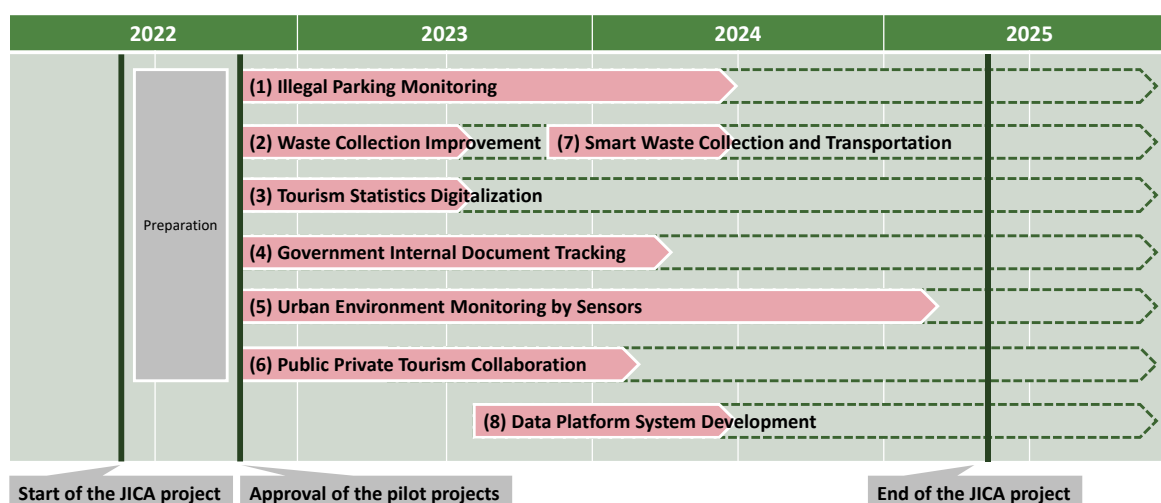 2022 2023 2024 2025
(1) Illegal Parking Monitoring
(2) Waste Collection Improvement (7) Smart Waste Collection and Transportation
(3) Tourism Statistics Digitalization
Preparation
(4) Government Internal Document Tracking
(5) Urban Environment Monitoring by Sensors
(6) Public Private Tourism Collaboration
(8) Data Platform System Development
Start of the JICA project Approval of the pilot projects End of the JICA project